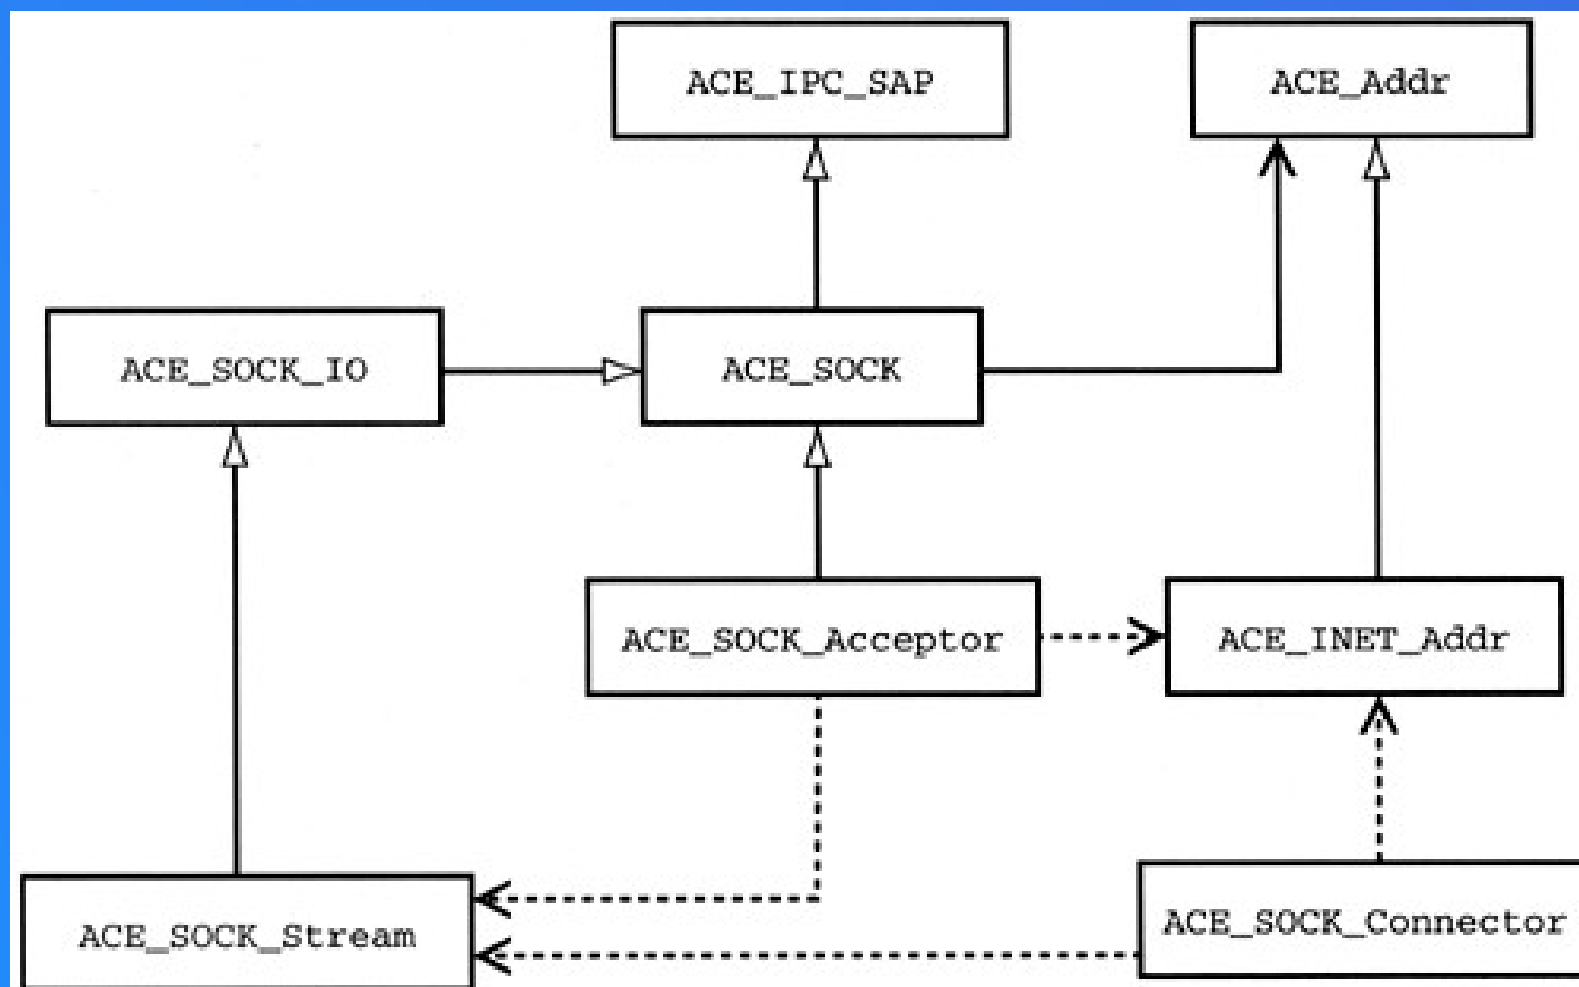 ACE_IPC_SAP
ACE_Addr
ACE_SOCK_IO
ACE_SOCK
ACE_SOCK_Acceptor
ACE_INET_Addr
ACE_SOCK_Stream
ACE_SOCK_Connector